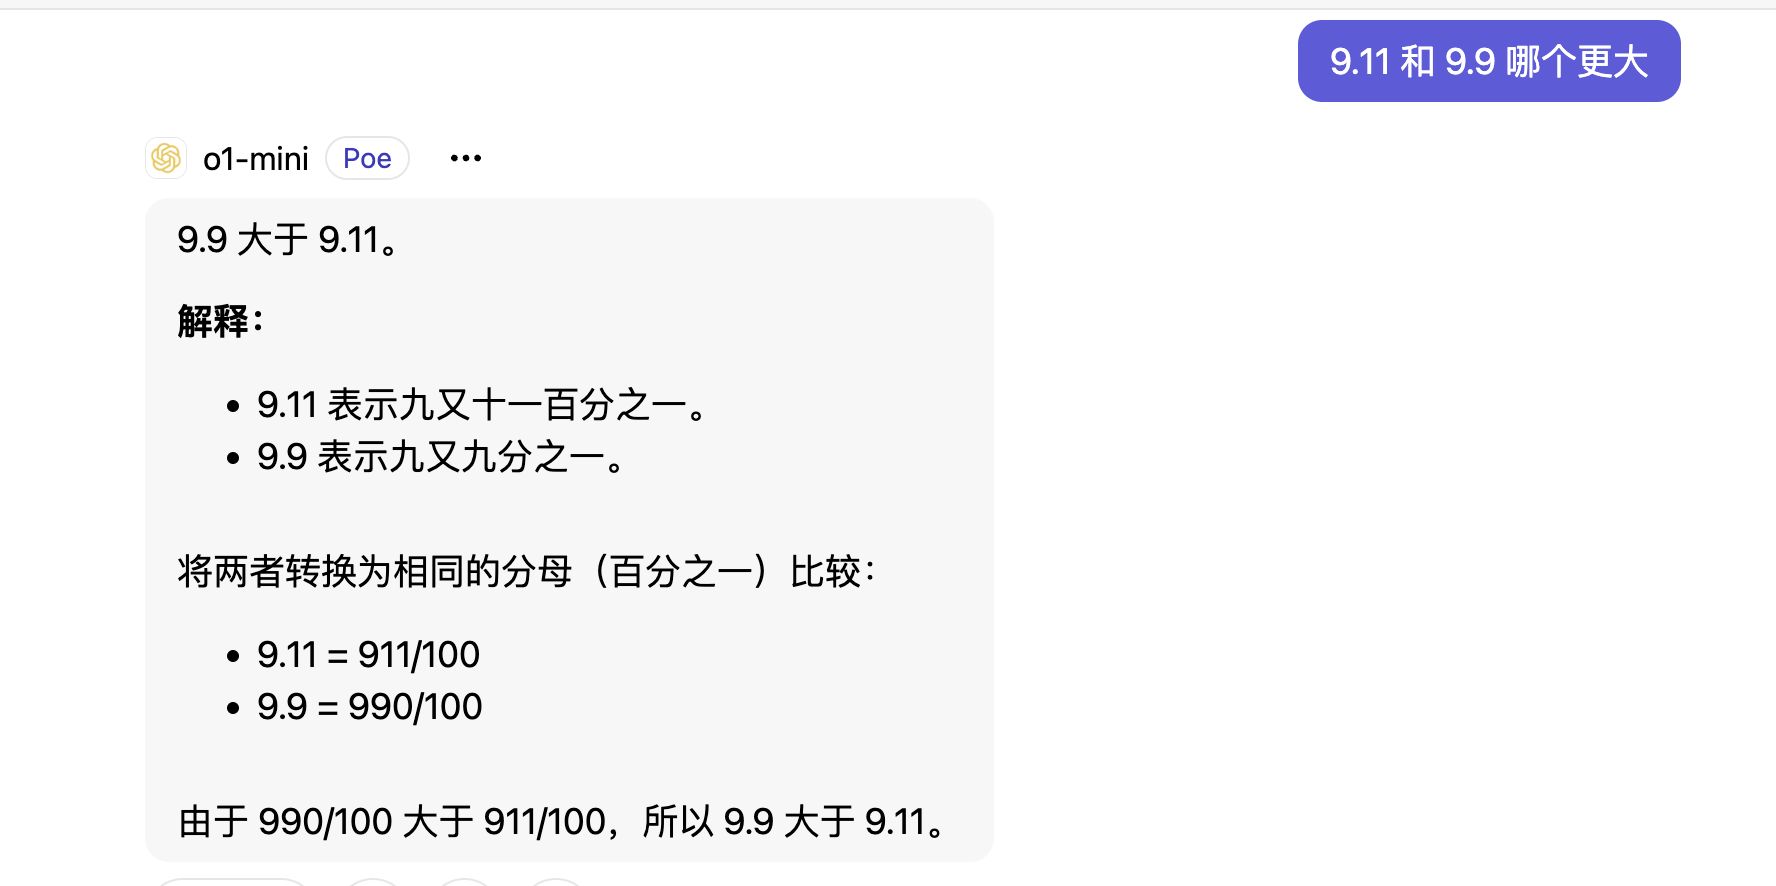 9.11 和 9.9 哪个更大
o1-mini Poe
9.9 大于 9.11。
解释：
• 9.11 表示九又十一百分之一。
• 9.9 表示九又九分之一。
将两者转换为相同的分母（百分之一）比较：
• 9.11 = 911/100
• 9.9 = 990/100
由于 990/100 大于 911/100，所以 9.9 大于 9.11。